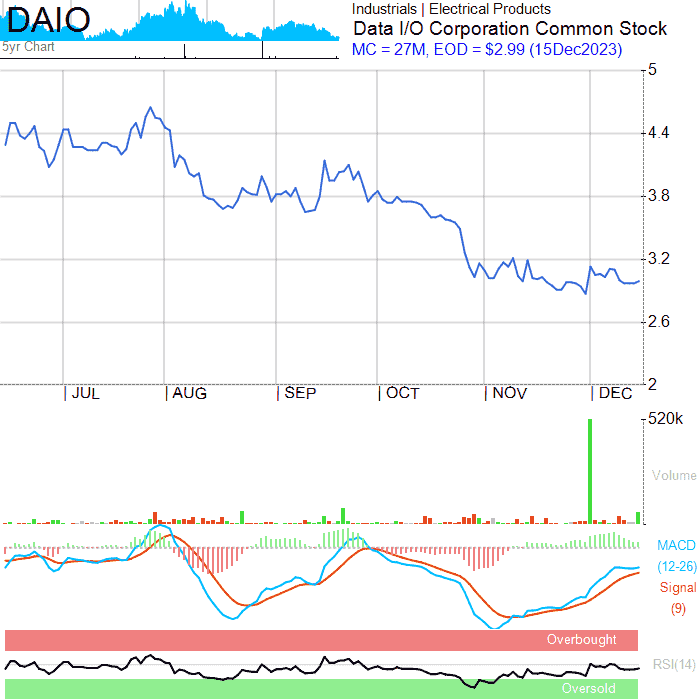 DAIO
5yr Chart
Industrials | Electrical Products
Data I/O Corporation Common Stock
MC = 27M, EOD = $2.99 (15Dec2023)
5
4.4
3.8
3.2
2.6
2
| JUL | AUG | SEP | OCT | NOV | DEC
520k
Volume
MACD
(12-26)
Signal
(9)
Overbought
RSI(14)
Oversold